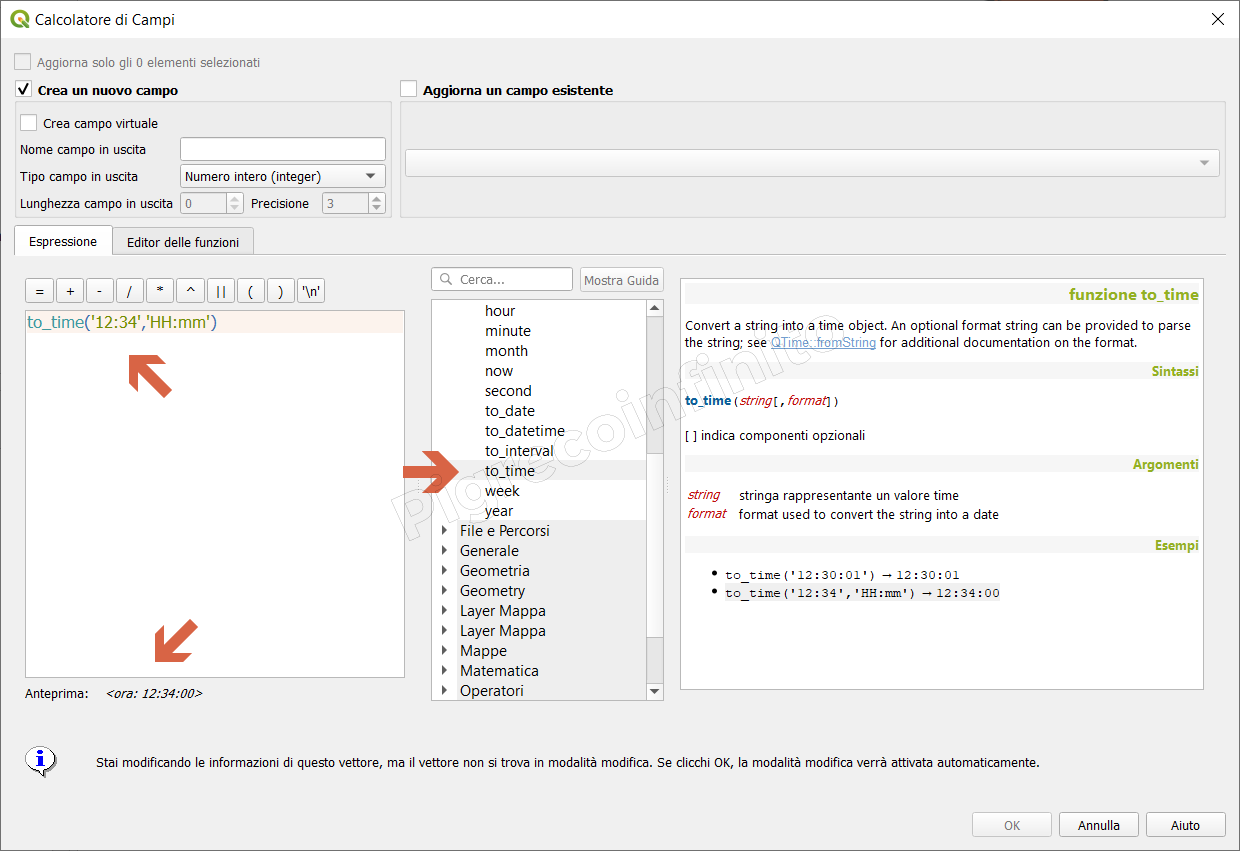 Calcolatore di Campi
Aggiorna solo gli 0 elementi selezionati
Crea un nuovo campo
Aggiorna un campo esistente
Crea campo virtuale
Nome campo in uscita
Tipo campo in uscita
Numero intero (integer)
Lunghezza campo in uscita
0
Precisione
3
Espressione
Editor delle funzioni
= + - / * ^ || ( ) '\n'
to_time('12:34','HH:mm')
Anteprima: <ora: 12:34:00>
Cerca...
Mostra Guida
hour
minute
month
now
second
to_date
to_datetime
to_interval
to_time
week
year
File e Percorsi
Generale
Geometria
Geometry
Layer Mappa
Layer Mappa
Mappe
Matematica
Operatori
funzione to_time
Convert a string into a time object. An optional format string can be provided to parse
the string; see QTime::fromString for additional documentation on the format.
Sintassi
to_time(string[,format])
[ ] indica componenti opzionali
Argomenti
string stringa rappresentante un valore time
format format used to convert the string into a date
Esempi
• to_time('12:30:01') → 12:30:01
• to_time('12:34','HH:mm') → 12:34:00
Pigrecoinfinito
Stai modificando le informazioni di questo vettore, ma il vettore non si trova in modalità modifica. Se clicchi OK, la modalità modifica verrà attivata automaticamente.
OK
Annulla
Aiuto